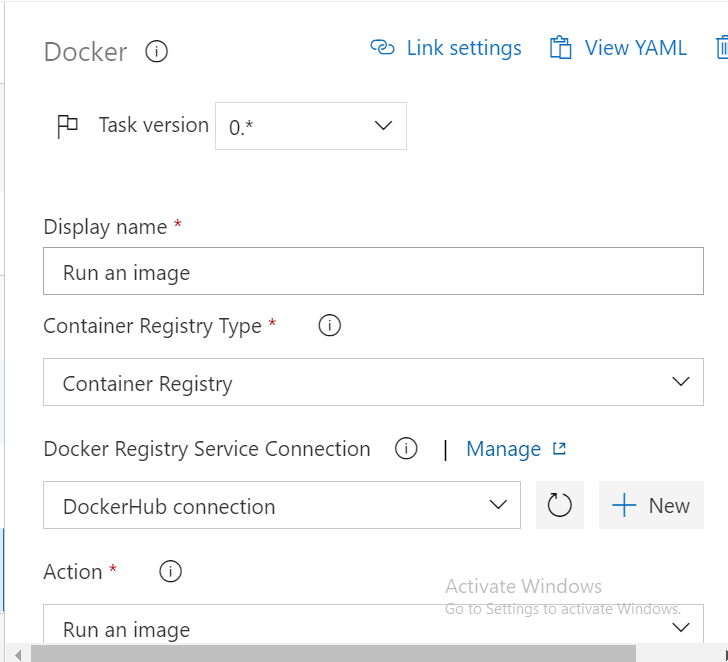 Docker
Link settings
View YAML
Task version
0.*
Display name *
Run an image
Container Registry Type *
Container Registry
Docker Registry Service Connection | Manage
DockerHub connection
New
Action *
Activate Windows
Go to Settings to activate Windows.
Run an image